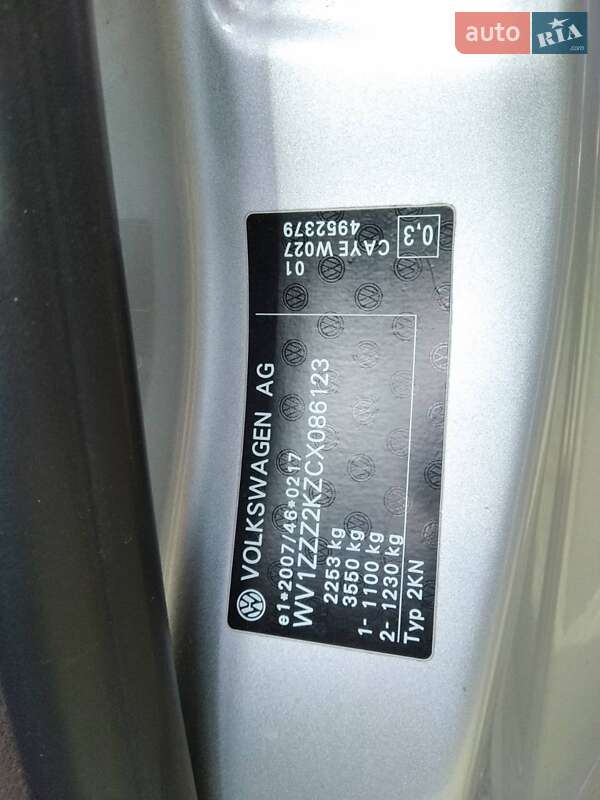 auto RIA.com
VOLKSWAGEN AG
e1*2007/46*0217
WV1ZZZ2KZCX086123
2253 kg
3550 kg
1- 1100 kg
2- 1230 kg
Typ 2KN
01
CAYE W027
4952379
0,3